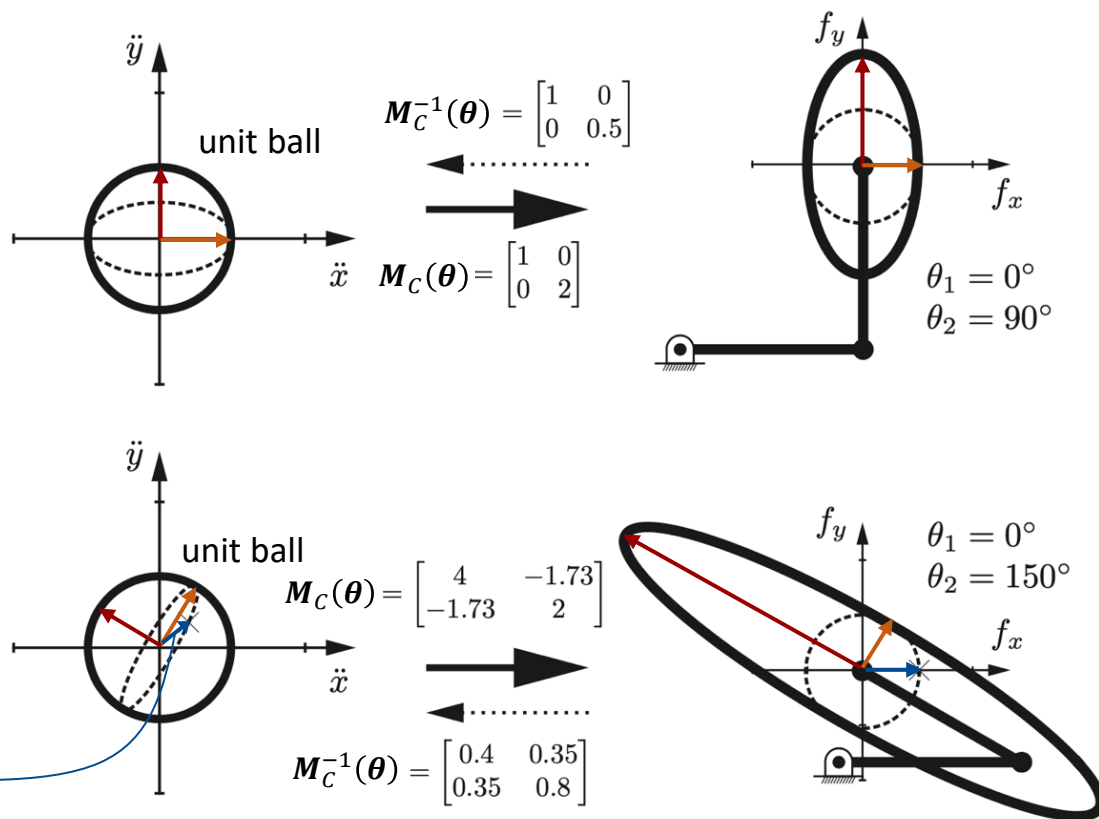 ÿ
unit ball
ẍ
M_C^{-1}(θ) = [1 0; 0 0.5]
M_C(θ) = [1 0; 0 2]
f_y
f_x
θ_1 = 0°
θ_2 = 90°
ÿ
unit ball
ẍ
M_C(θ) = [4 −1.73; −1.73 2]
M_C^{-1}(θ) = [0.4 0.35; 0.35 0.8]
f_y
f_x
θ_1 = 0°
θ_2 = 150°